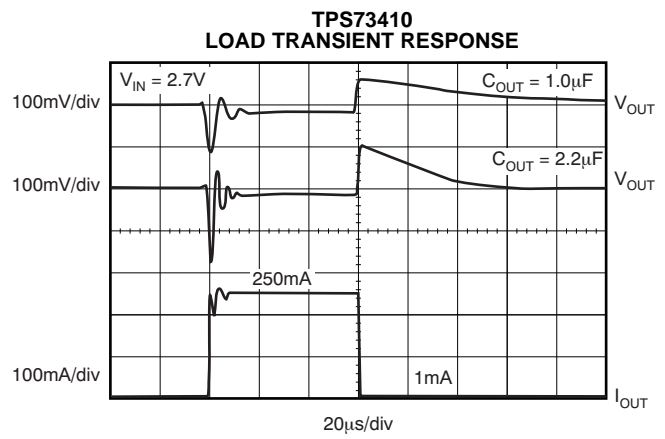 TPS73410
LOAD TRANSIENT RESPONSE
V_IN = 2.7V
C_OUT = 1.0μF
100mV/div
V_OUT
C_OUT = 2.2μF
100mV/div
V_OUT
250mA
100mA/div
1mA
I_OUT
20μs/div